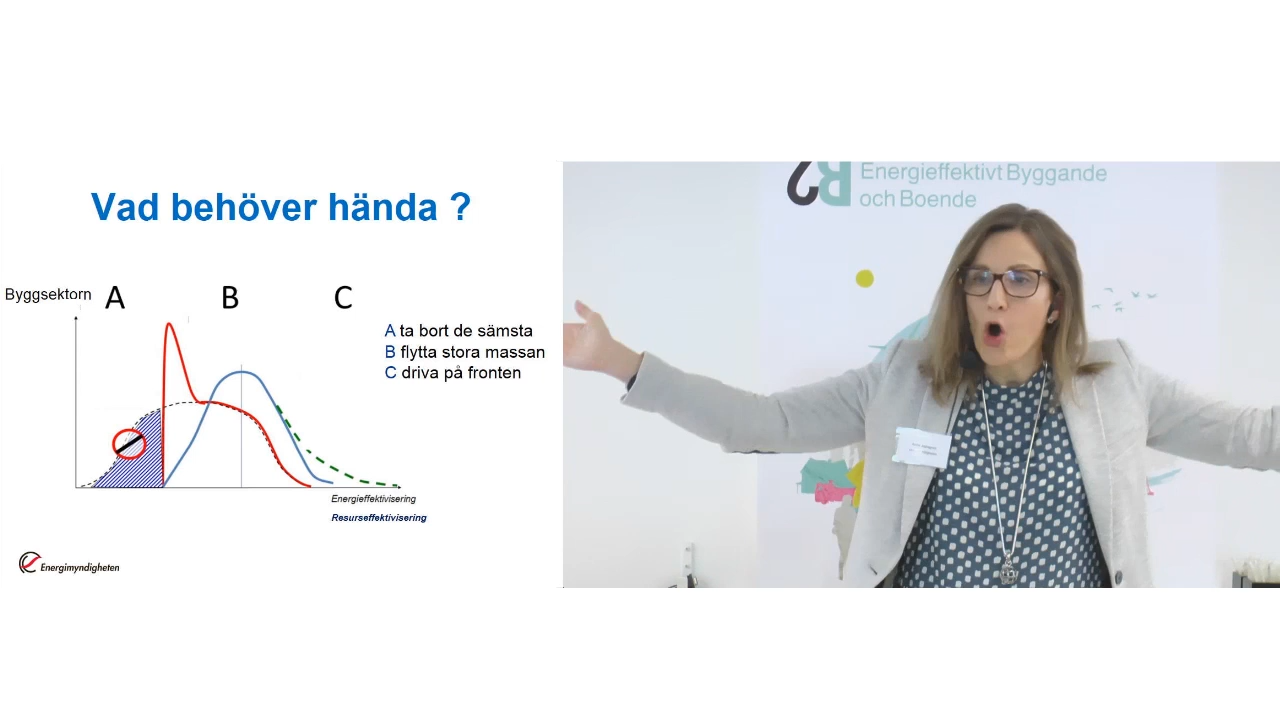 Vad behöver hända ?
Byggsektorn
A
B
C
A ta bort de sämsta
B flytta stora massan
C driva på fronten
Energieffektivisering
Resurseffektivisering
Energimyndigheten
Energieffektivt Byggande
och Boende